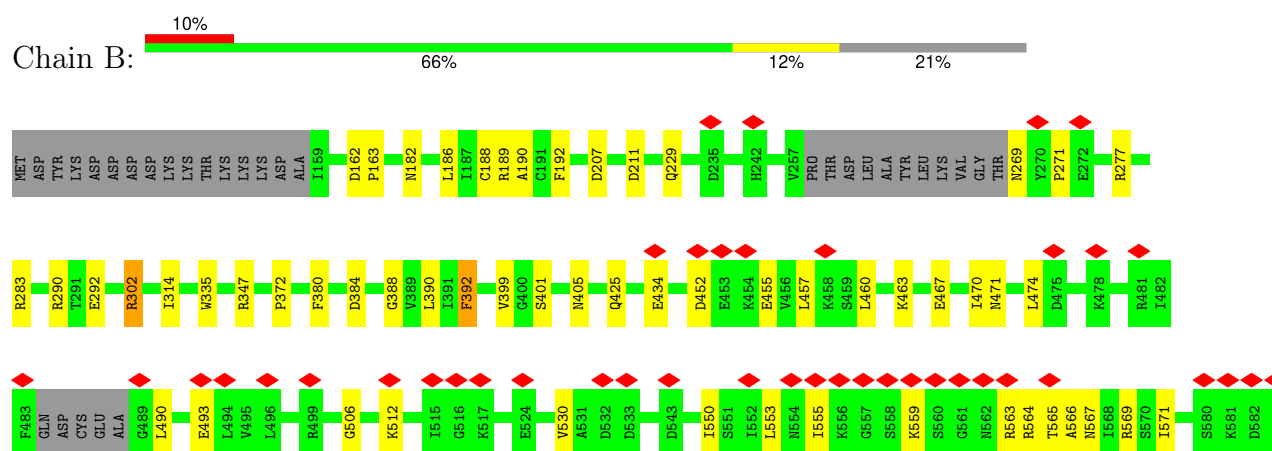 10%
Chain B:
66% 12% 21%
MET ASP TYR LYS ASP ASP ASP ASP LYS LYS THR LYS LYS LYS ASP ALA I159 D162 P163 N182 L186 I187 C188 R189 A190 G191 F192 D207 D211 Q229 D235 H242 V257 PRO THR ASP LEU ALA TYR LEU LYS VAL GLY THR N269 Y270 P271 E272 R277
R283 R290 T291 E292 R302 I314 W335 R347 P372 F380 D384 G388 V389 L390 I391 F392 V399 G400 S401 N405 Q425 E434 D452 E453 K454 E455 V456 L457 K458 S459 L460 K463 E467 I470 N471 L474 D475 K478 R481 I482
F483 GLN ASP CYS GLU ALA G489 L490 E493 L494 V495 L496 R499 G506 K512 I515 G516 K517 E524 V530 A531 D532 D533 D543 I550 S551 I552 L553 N554 I555 K556 G557 S558 K559 S560 G561 N562 R563 R564 T565 A566 N567 I568 R569 S570 I571 S580 K581 D582